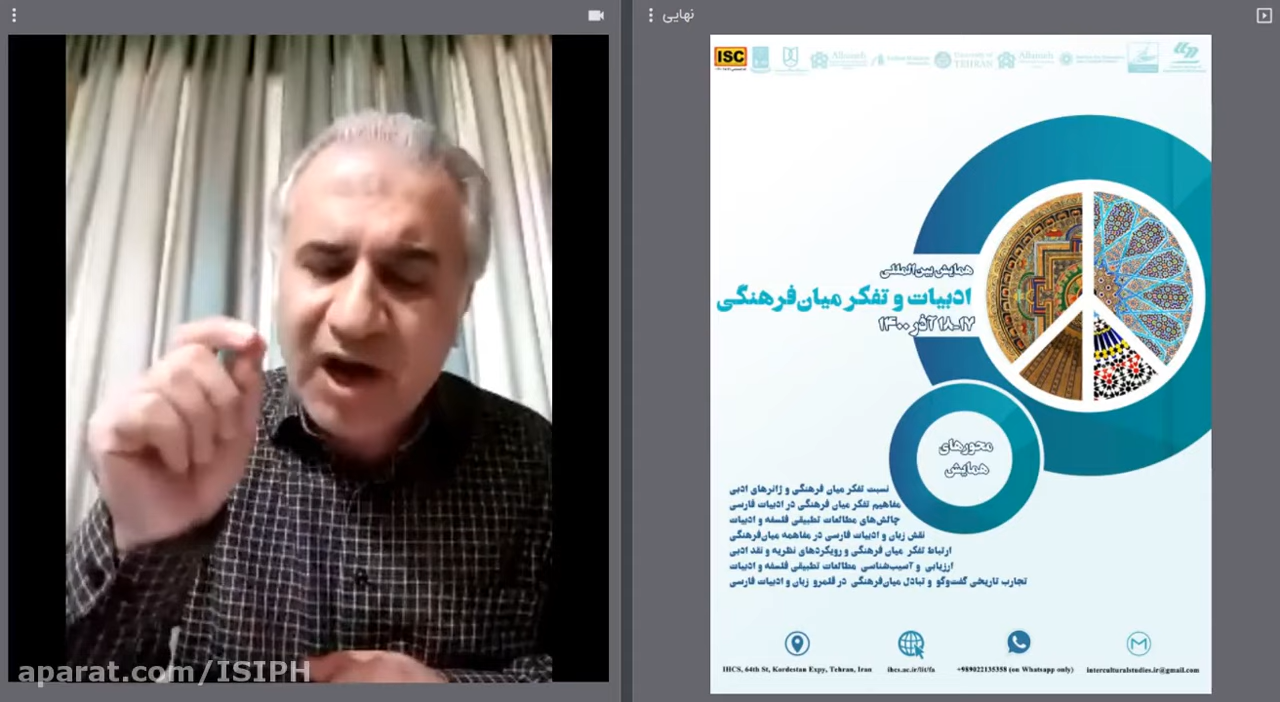 نهایی
ISC
Allameh
University of
TEHRAN
Allameh
همایش بین‌المللی
ادبیات و تفکر میان‌فرهنگی
۱۷-۱۸ آذر ۱۴۰۰
محورهای
همایش
نسبت تفکر میان فرهنگی و ژانرهای ادبی
مفاهیم تفکر میان فرهنگی در ادبیات فارسی
چالش‌های مطالعات تطبیقی فلسفه و ادبیات
نقش زبان و ادبیات فارسی در مفاهمه میان‌فرهنگی
ارتباط تفکر میان فرهنگی و رویکردهای نظریه و نقد ادبی
ارزیابی و آسیب‌شناسی مطالعات تطبیقی فلسفه و ادبیات
تجارب تاریخی گفت‌وگو و تبادل میان‌فرهنگی در قلمرو زبان و ادبیات فارسی
IHCS, 64th St, Kordestan Expy, Tehran, Iran
ihcs.ac.ir/lit/fa
+989022135358 (on Whatsapp only)
interculturalstudies.ir@gmail.com
aparat.com/ISIPH